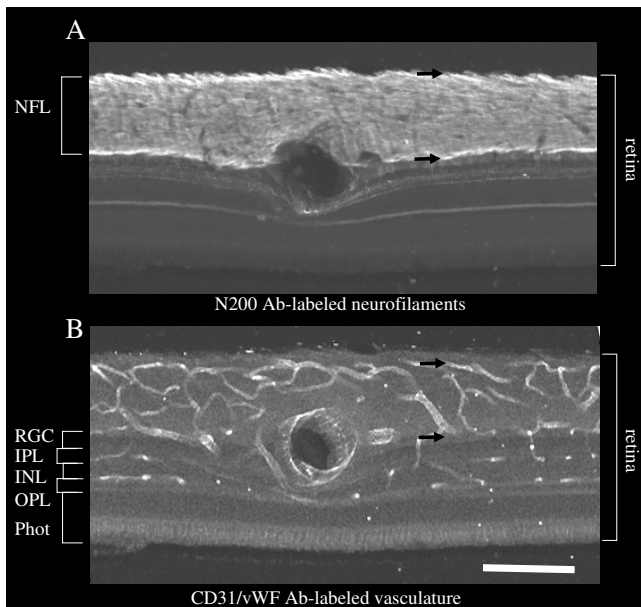 A
NFL
retina
N200 Ab-labeled neurofilaments
B
RGC
IPL
INL
OPL
Phot
retina
CD31/vWF Ab-labeled vasculature